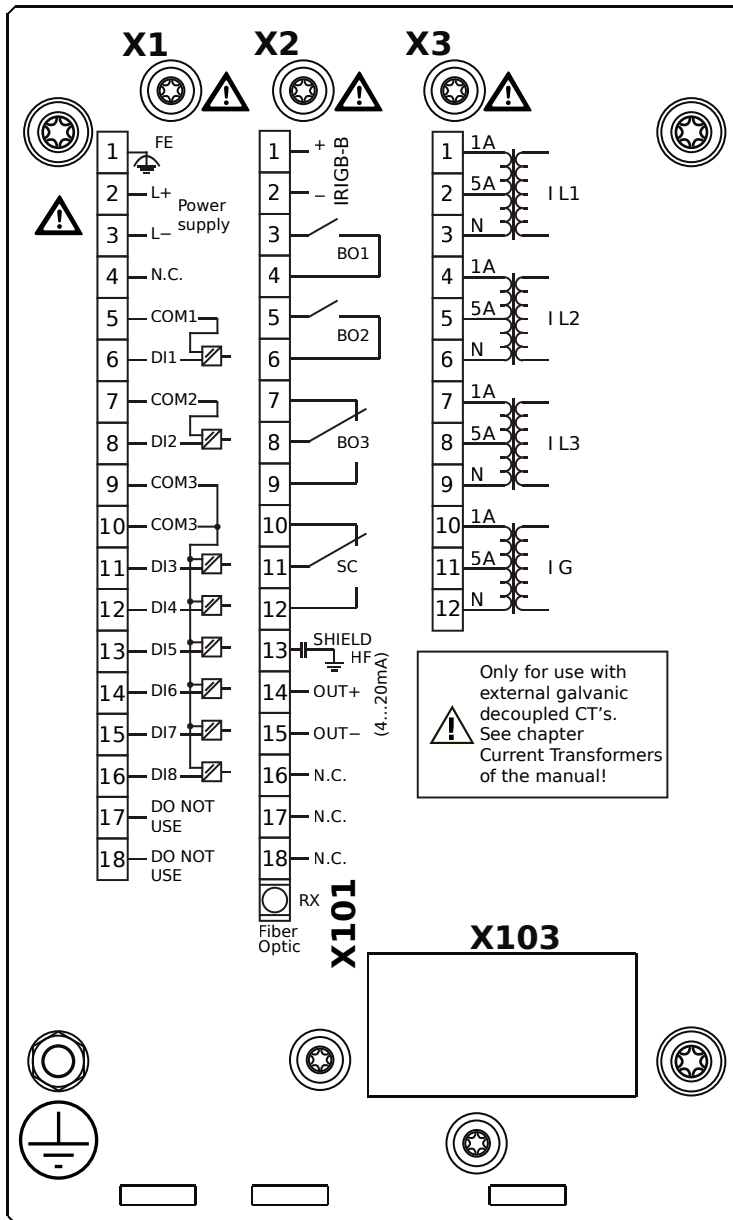 X1
X2
X3
1 FE
2 L+
Power
supply
3 L−
4 N.C.
5 COM1
6 DI1
7 COM2
8 DI2
9 COM3
10 COM3
11 DI3
12 DI4
13 DI5
14 DI6
15 DI7
16 DI8
17 DO NOT
USE
18 DO NOT
USE
1 +
2 −
IRIGB-B
3
BO1
4
5
BO2
6
7
8 BO3
9
10
11 SC
12
13 SHIELD
HF
14 OUT+
15 OUT−
(4...20mA)
16 N.C.
17 N.C.
18 N.C.
RX
Fiber
Optic
X101
1 1A
2 5A I L1
3 N
4 1A
5 5A I L2
6 N
7 1A
8 5A I L3
9 N
10 1A
11 5A I G
12 N
Only for use with
external galvanic
decoupled CT's.
See chapter
Current Transformers
of the manual!
X103